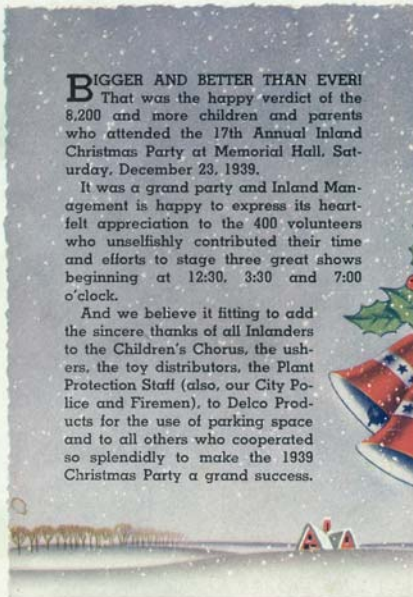 BIGGER AND BETTER THAN EVER!
That was the happy verdict of the
8,200 and more children and parents
who attended the 17th Annual Inland
Christmas Party at Memorial Hall, Sat-
urday, December 23, 1939.
It was a grand party and Inland Man-
agement is happy to express its heart-
felt appreciation to the 400 volunteers
who unselfishly contributed their time
and efforts to stage three great shows
beginning at 12:30, 3:30 and 7:00
o'clock.
And we believe it fitting to add
the sincere thanks of all Inlanders
to the Children's Chorus, the ush-
ers, the toy distributors, the Plant
Protection Staff (also, our City Po-
lice and Firemen), to Delco Prod-
ucts for the use of parking space
and to all others who cooperated
so splendidly to make the 1939
Christmas Party a grand success.